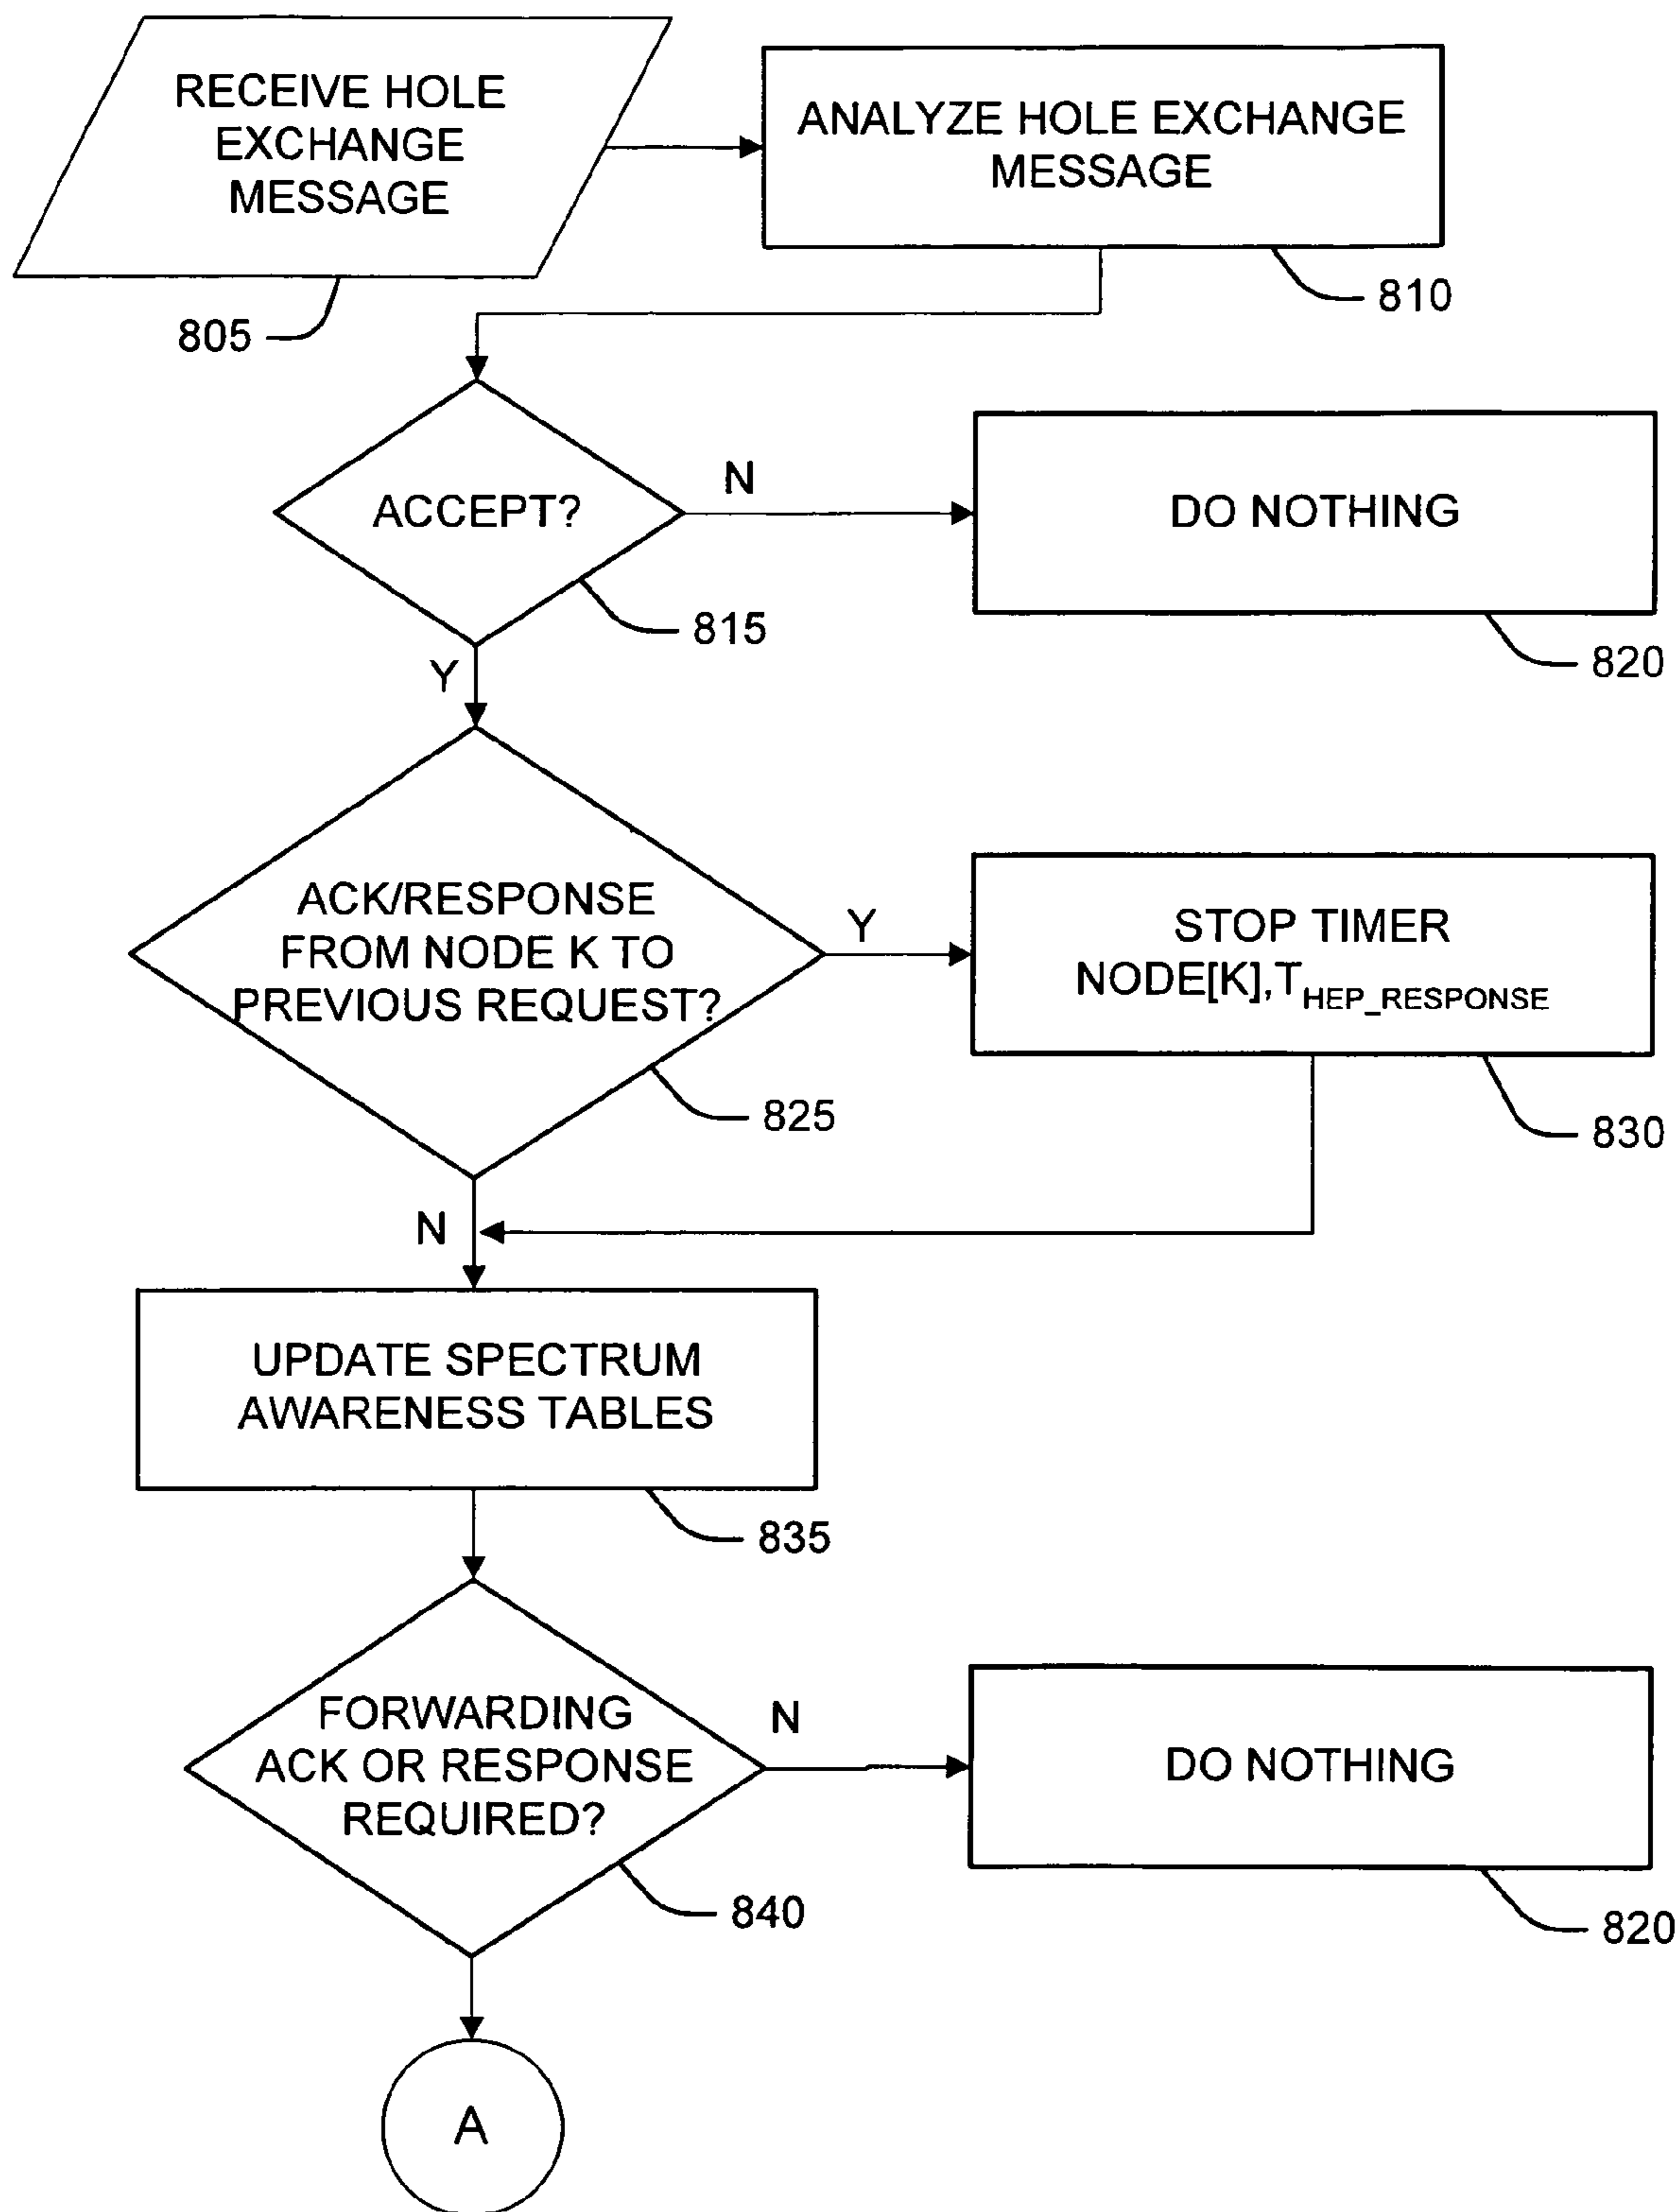 RECEIVE HOLE
EXCHANGE
MESSAGE
805
ANALYZE HOLE EXCHANGE
MESSAGE
810
ACCEPT?
815
N
DO NOTHING
820
Y
ACK/RESPONSE
FROM NODE K TO
PREVIOUS REQUEST?
825
Y
STOP TIMER
NODE[K],T_HEP_RESPONSE
830
N
UPDATE SPECTRUM
AWARENESS TABLES
835
FORWARDING
ACK OR RESPONSE
REQUIRED?
840
N
DO NOTHING
820
A